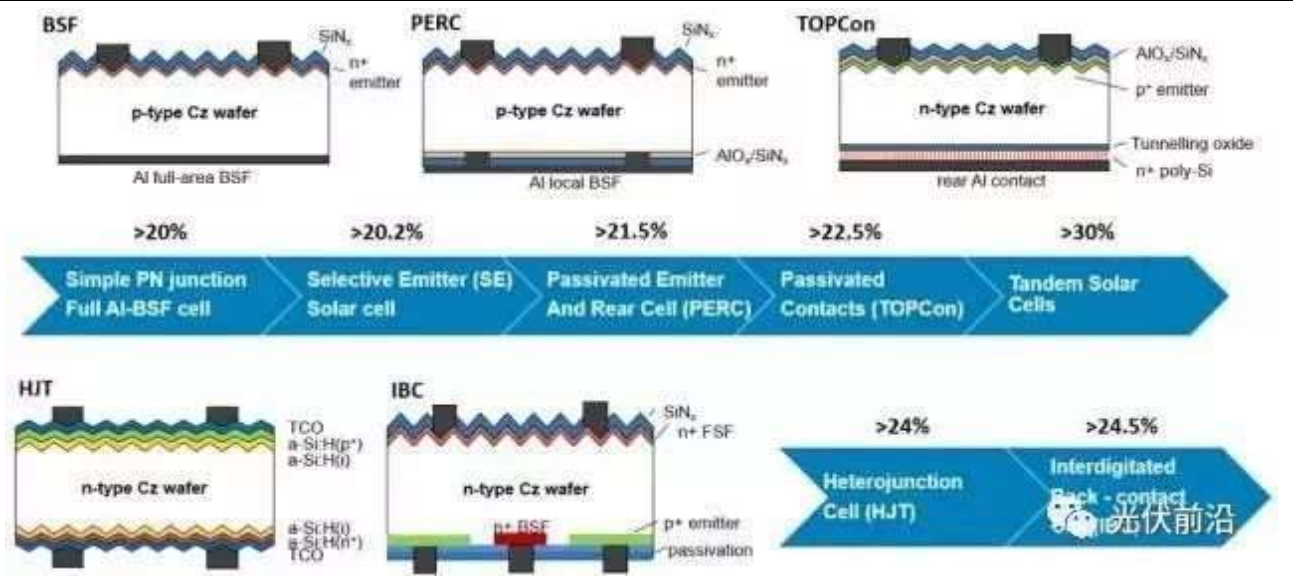 BSF
SiNx
n+
emitter
p-type Cz wafer
Al full-area BSF
PERC
SiNx
n+
emitter
p-type Cz wafer
AlOx/SiNx
Al local BSF
TOPCon
AlOx/SiNx
p+ emitter
n-type Cz wafer
Tunnelling oxide
n+ poly-Si
rear Al contact
>20%
>20.2%
>21.5%
>22.5%
>30%
Simple PN junction
Full Al-BSF cell
Selective Emitter (SE)
Solar cell
Passivated Emitter
And Rear Cell (PERC)
Passivated
Contacts (TOPCon)
Tandem Solar
Cells
HJT
TCO
a-Si:H(p+)
a-Si:H(i)
n-type Cz wafer
a-Si:H(i)
a-Si:H(n+)
TCO
IBC
SiNx
n+ FSF
n-type Cz wafer
n+ BSF
p+ emitter
passivation
>24%
>24.5%
Heterojunction
Cell (HJT)
Interdigitated
Back - contact
光伏前沿